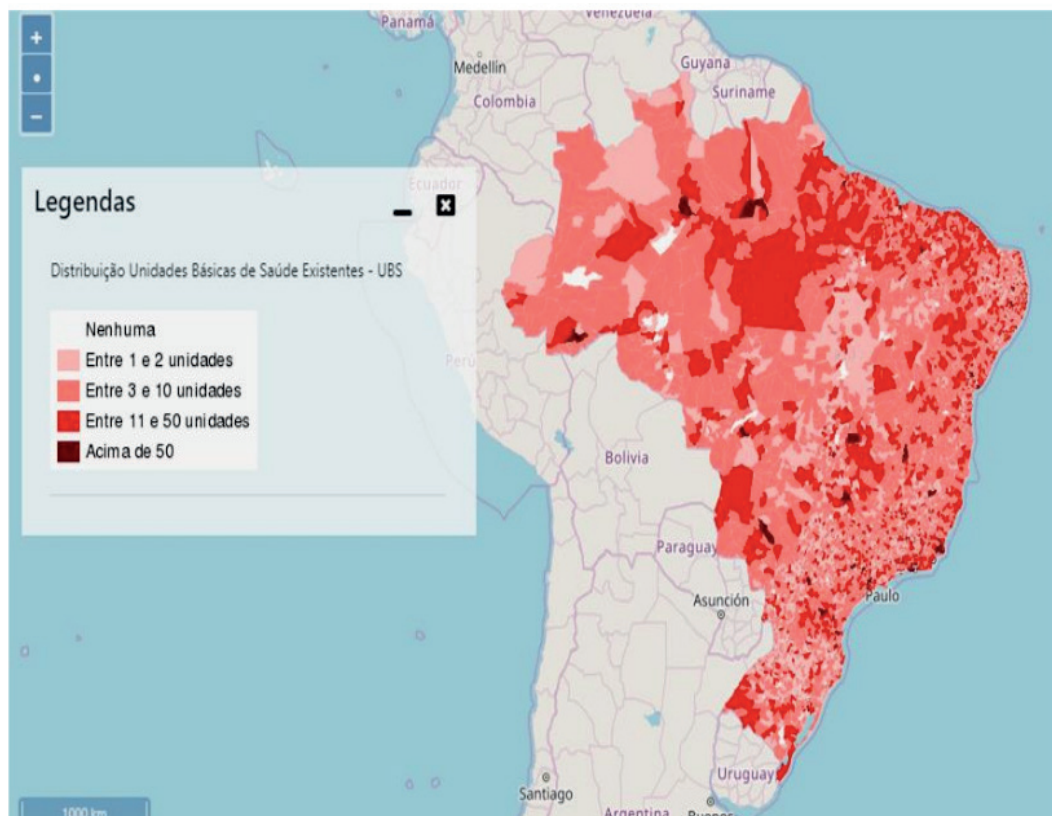 Panamá
Venezuela
Medellín
Guyana
Suriname
Colombia
+
−
Ecuador
Legendas
Distribuição Unidades Básicas de Saúde Existentes - UBS
Nenhuma
Entre 1 e 2 unidades
Entre 3 e 10 unidades
Entre 11 e 50 unidades
Acima de 50
Perú
Bolivia
Paraguay
Asunción
Paulo
Uruguay
Santiago
Argentina
Buenos
1000 km